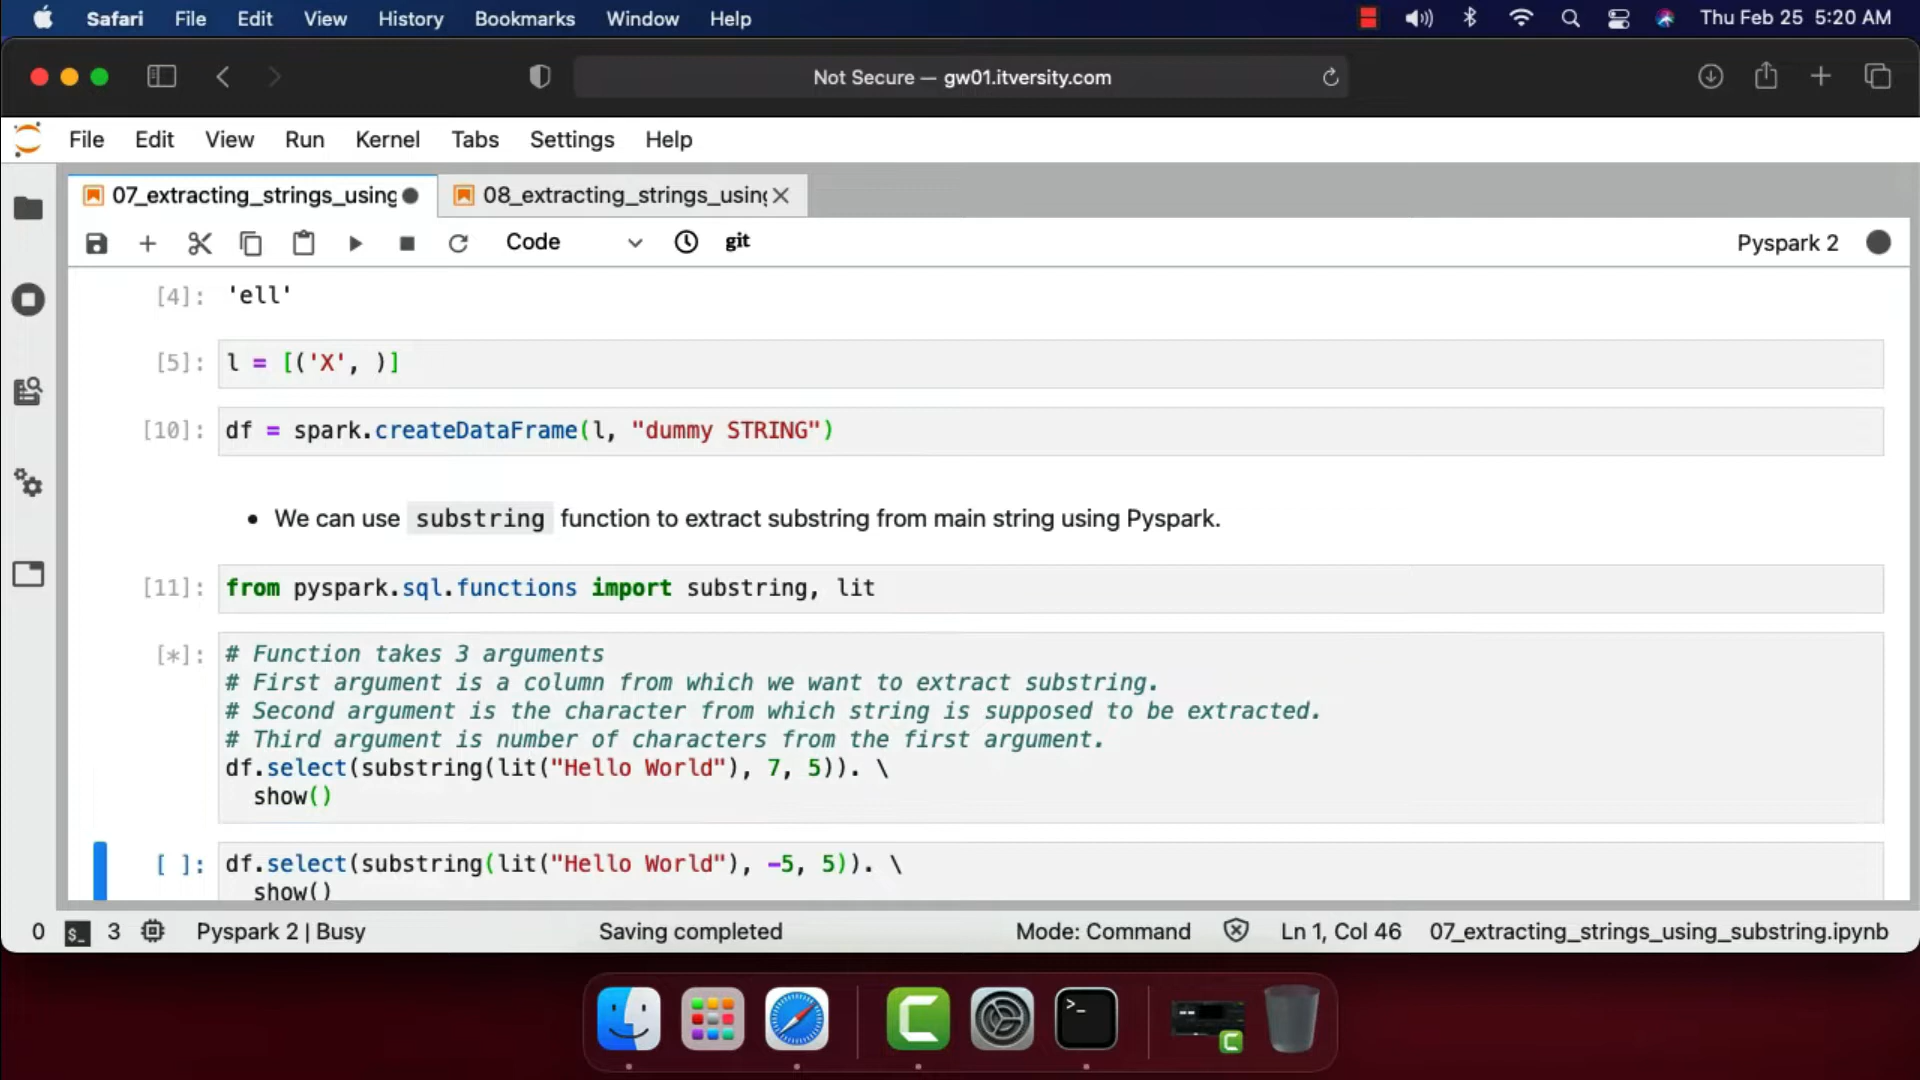 Safari File Edit View History Bookmarks Window Help Thu Feb 25 5:20 AM
Not Secure — gw01.itversity.com
File Edit View Run Kernel Tabs Settings Help
07_extracting_strings_using 08_extracting_strings_using
Code git Pyspark 2
[4]: 'ell'
[5]: l = [('X', )]
[10]: df = spark.createDataFrame(l, "dummy STRING")
• We can use substring function to extract substring from main string using Pyspark.
[11]: from pyspark.sql.functions import substring, lit
[*]: # Function takes 3 arguments
# First argument is a column from which we want to extract substring.
# Second argument is the character from which string is supposed to be extracted.
# Third argument is number of characters from the first argument.
df.select(substring(lit("Hello World"), 7, 5)). \
show()
[ ]: df.select(substring(lit("Hello World"), -5, 5)). \
show()
0 $_ 3 Pyspark 2 | Busy Saving completed Mode: Command Ln 1, Col 46 07_extracting_strings_using_substring.ipynb
>_